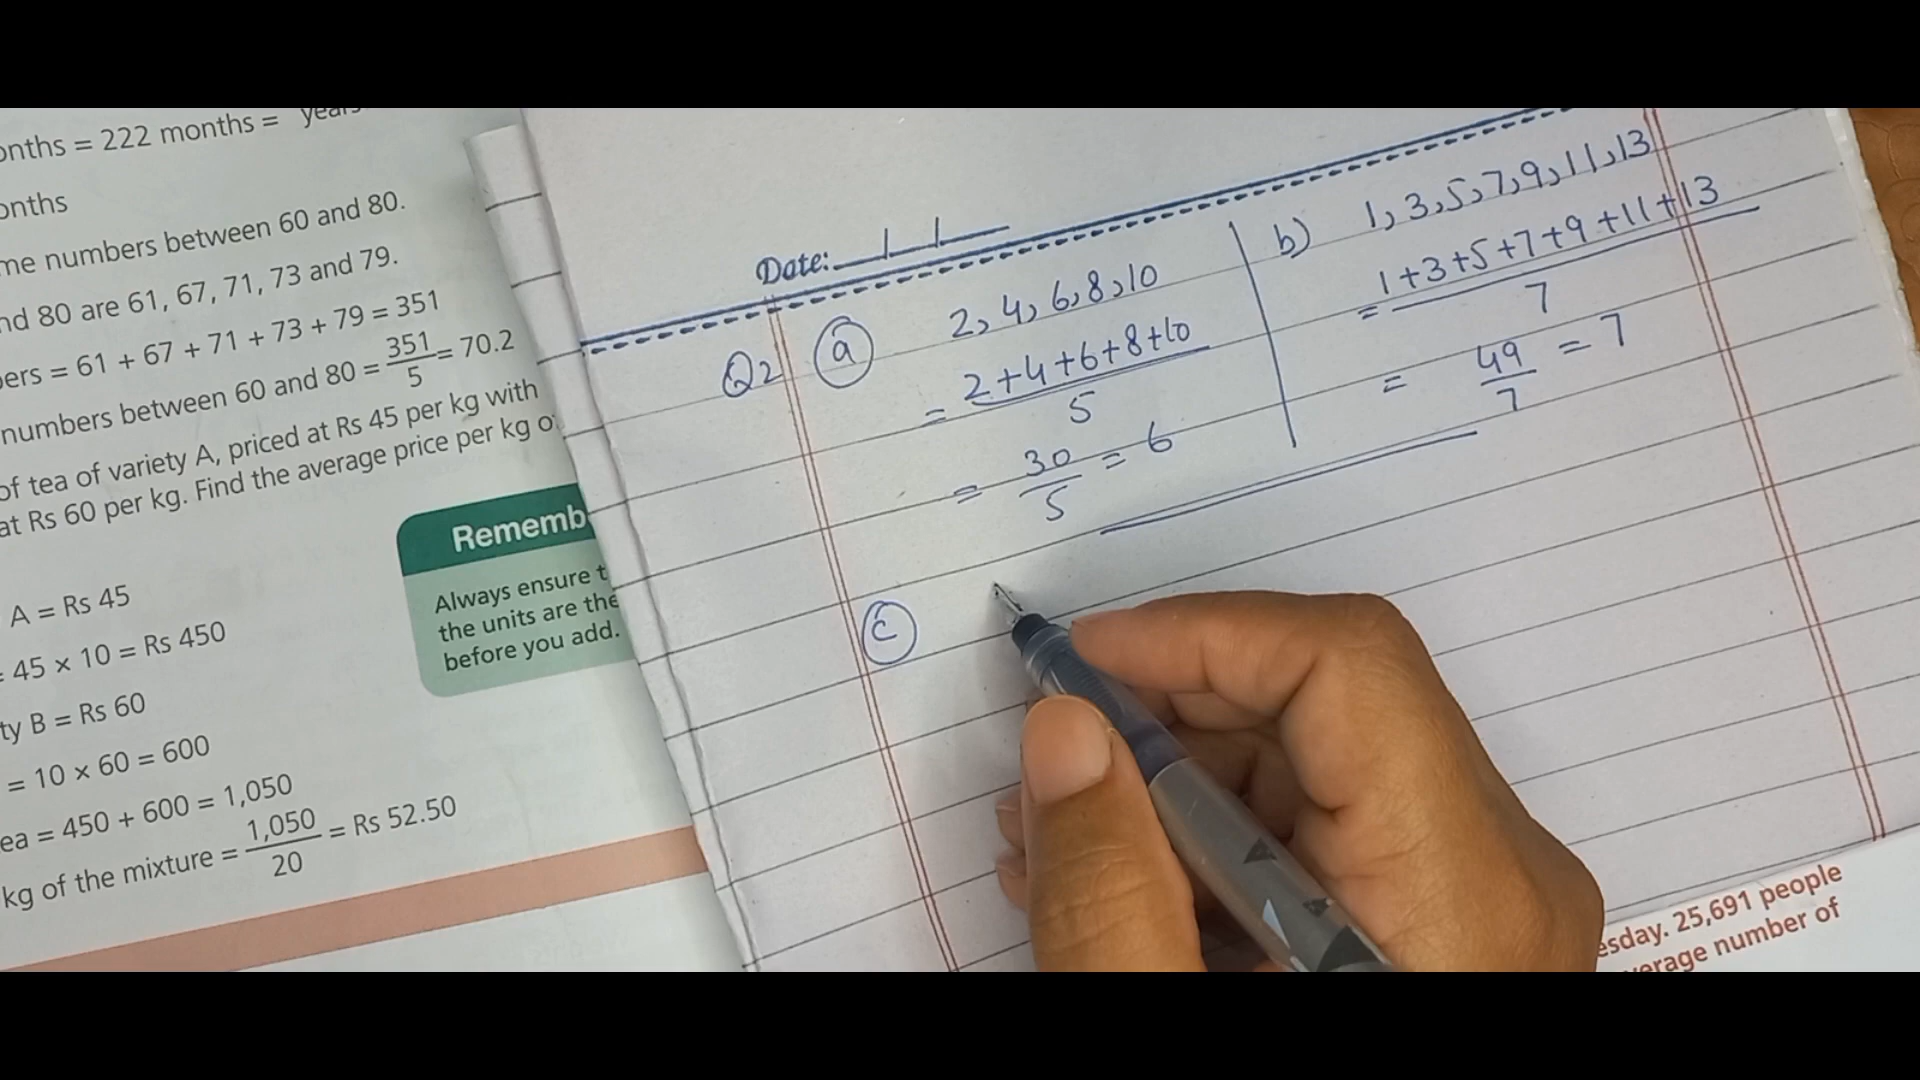 onths = 222 months = years
onths
me numbers between 60 and 80.
nd 80 are 61, 67, 71, 73 and 79.
ers = 61 + 67 + 71 + 73 + 79 = 351
numbers between 60 and 80 = 351/5 = 70.2
of tea of variety A, priced at Rs 45 per kg with
at Rs 60 per kg. Find the average price per kg o
A = Rs 45
= 45 × 10 = Rs 450
ty B = Rs 60
= 10 × 60 = 600
ea = 450 + 600 = 1,050
kg of the mixture = 1,050/20 = Rs 52.50
Rememb
Always ensure t
the units are the
before you add.
Date:
Q2 a 2, 4, 6, 8, 10
= 2+4+6+8+10/5
= 30/5 = 6
b) 1, 3, 5, 7, 9, 11, 13
= 1+3+5+7+9+11+13/7
= 49/7 = 7
c
esday. 25,691 people
verage number of